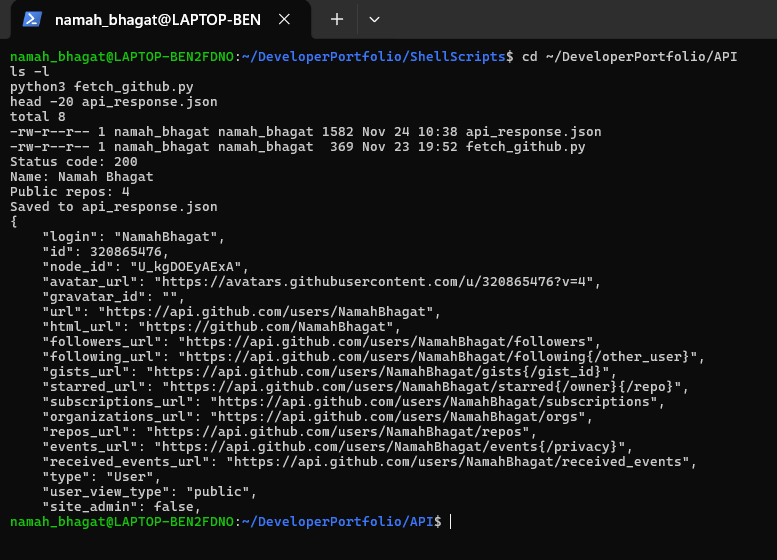 namah_bhagat@LAPTOP-BEN
namah_bhagat@LAPTOP-BEN2FDNO:~/DeveloperPortfolio/ShellScripts$ cd ~/DeveloperPortfolio/API
ls -l
python3 fetch_github.py
head -20 api_response.json
total 8
-rw-r--r-- 1 namah_bhagat namah_bhagat 1582 Nov 24 10:38 api_response.json
-rw-r--r-- 1 namah_bhagat namah_bhagat  369 Nov 23 19:52 fetch_github.py
Status code: 200
Name: Namah Bhagat
Public repos: 4
Saved to api_response.json
{
    "login": "NamahBhagat",
    "id": 320865476,
    "node_id": "U_kgDOEyAExA",
    "avatar_url": "https://avatars.githubusercontent.com/u/320865476?v=4",
    "gravatar_id": "",
    "url": "https://api.github.com/users/NamahBhagat",
    "html_url": "https://github.com/NamahBhagat",
    "followers_url": "https://api.github.com/users/NamahBhagat/followers",
    "following_url": "https://api.github.com/users/NamahBhagat/following{/other_user}",
    "gists_url": "https://api.github.com/users/NamahBhagat/gists{/gist_id}",
    "starred_url": "https://api.github.com/users/NamahBhagat/starred{/owner}{/repo}",
    "subscriptions_url": "https://api.github.com/users/NamahBhagat/subscriptions",
    "organizations_url": "https://api.github.com/users/NamahBhagat/orgs",
    "repos_url": "https://api.github.com/users/NamahBhagat/repos",
    "events_url": "https://api.github.com/users/NamahBhagat/events{/privacy}",
    "received_events_url": "https://api.github.com/users/NamahBhagat/received_events",
    "type": "User",
    "user_view_type": "public",
    "site_admin": false,
namah_bhagat@LAPTOP-BEN2FDNO:~/DeveloperPortfolio/API$